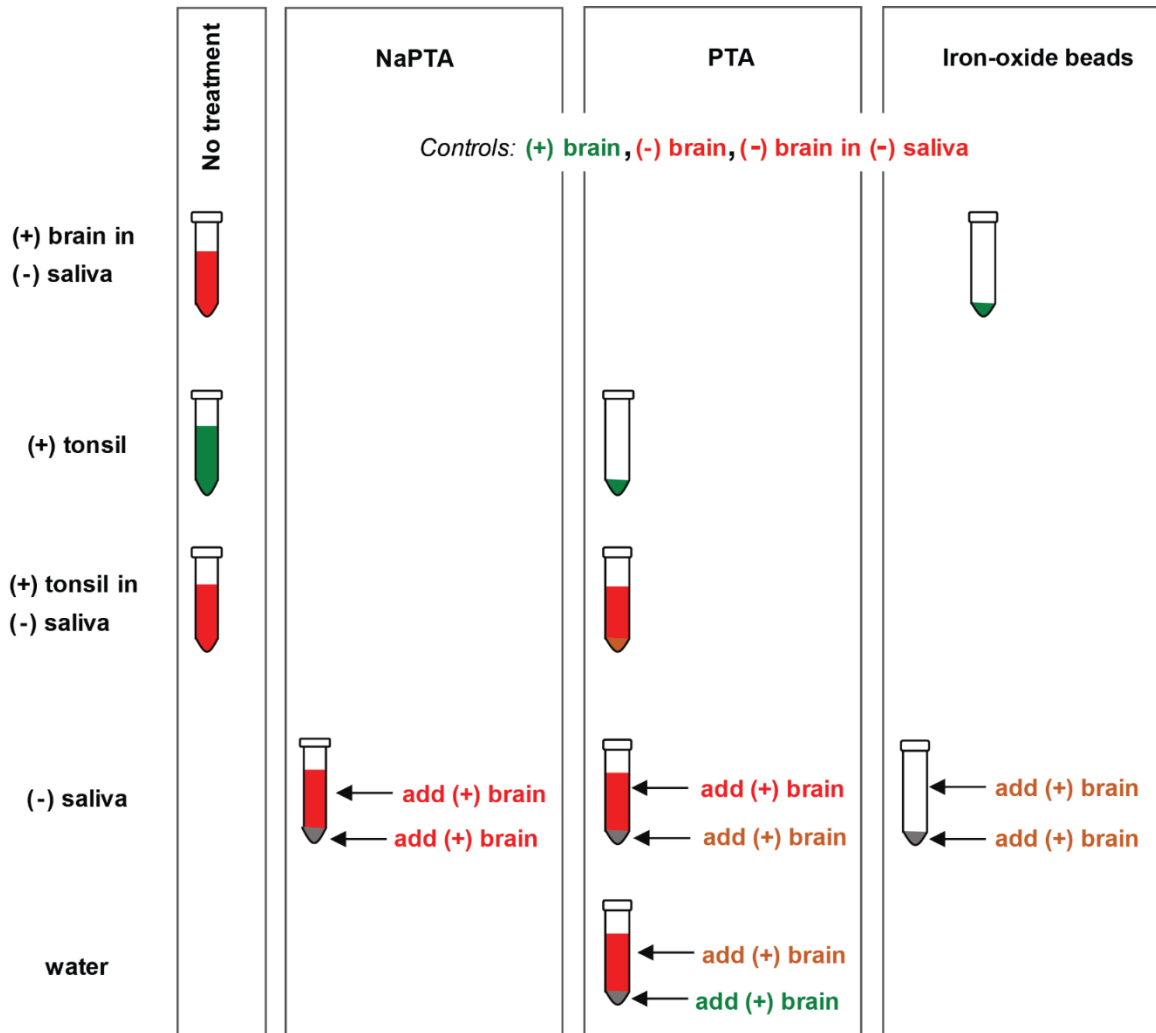 No treatment
NaPTA
PTA
Iron-oxide beads
Controls: (+) brain, (-) brain, (-) brain in (-) saliva
(+) brain in
(-) saliva
(+) tonsil
(+) tonsil in
(-) saliva
(-) saliva
add (+) brain
add (+) brain
add (+) brain
add (+) brain
add (+) brain
add (+) brain
water
add (+) brain
add (+) brain